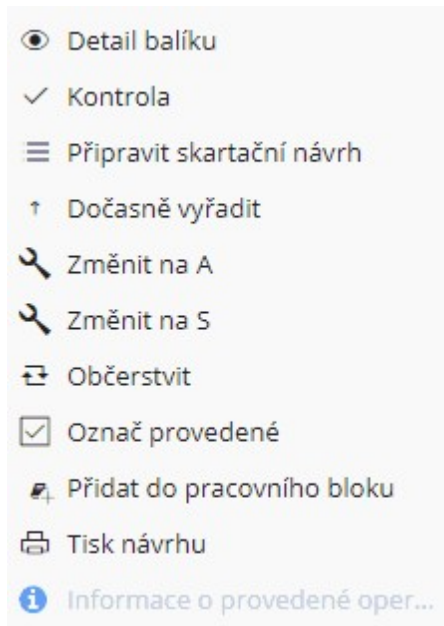 Detail balíku
Kontrola
Připravit skartační návrh
Dočasně vyřadit
Změnit na A
Změnit na S
Občerstvit
Označ provedené
Přidat do pracovního bloku
Tisk návrhu
Informace o provedené oper...